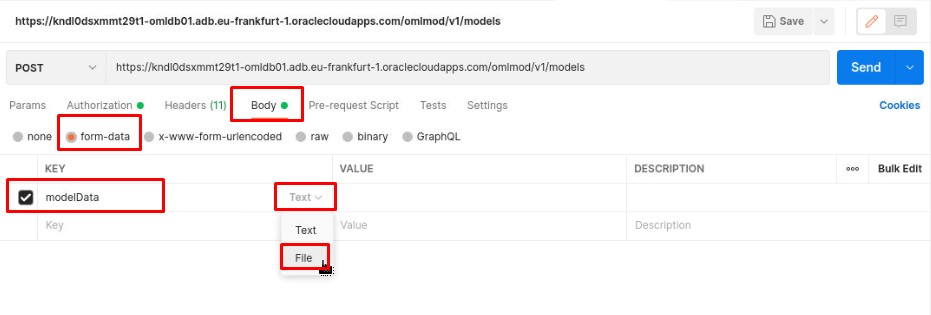 https://kndl0dsxmmt29t1-omldb01.adb.eu-frankfurt-1.oraclecloudapps.com/omlmod/v1/models Save
POST https://kndl0dsxmmt29t1-omldb01.adb.eu-frankfurt-1.oraclecloudapps.com/omlmod/v1/models Send
Params Authorization Headers (11) Body Pre-request Script Tests Settings Cookies
none form-data x-www-form-urlencoded raw binary GraphQL
KEY VALUE DESCRIPTION ooo Bulk Edit
modelData Text
Key Text Value Description
File